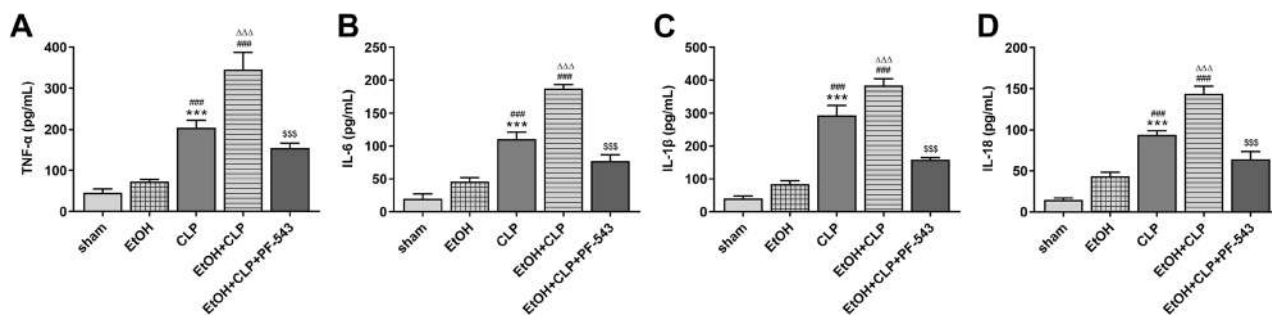 A
TNF-α (pg/mL)
400
300
200
100
0
###
***
ΔΔΔ
###
$$$
sham
EtOH
CLP
EtOH+CLP
EtOH+CLP+PF-543
B
IL-6 (pg/mL)
250
200
150
100
50
0
###
***
ΔΔΔ
###
$$$
sham
EtOH
CLP
EtOH+CLP
EtOH+CLP+PF-543
C
IL-1β (pg/mL)
500
400
300
200
100
0
###
***
ΔΔΔ
###
$$$
sham
EtOH
CLP
EtOH+CLP
EtOH+CLP+PF-543
D
IL-18 (pg/mL)
200
150
100
50
0
###
***
ΔΔΔ
###
$$$
sham
EtOH
CLP
EtOH+CLP
EtOH+CLP+PF-543